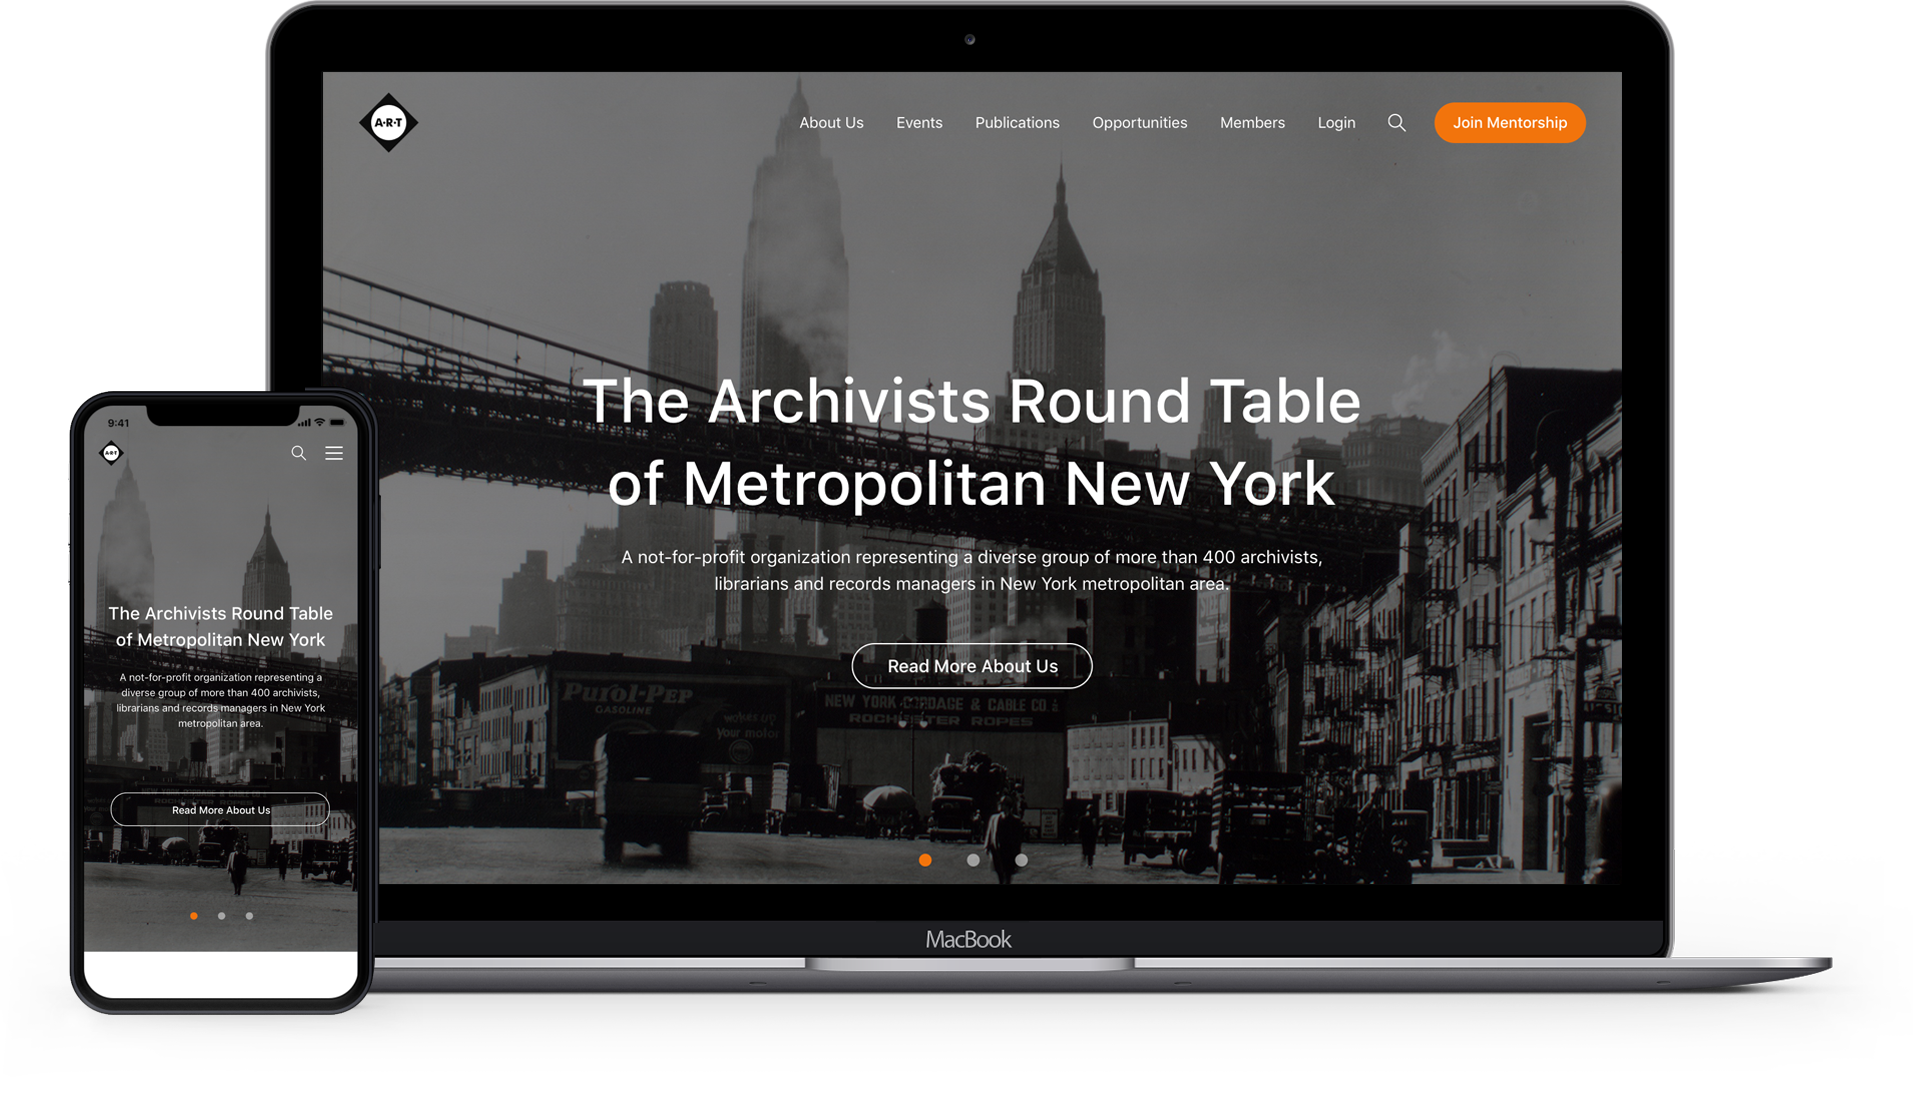 A·R·T
About Us
Events
Publications
Opportunities
Members
Login
Join Mentorship
The Archivists Round Table
of Metropolitan New York
A not-for-profit organization representing a diverse group of more than 400 archivists,
librarians and records managers in New York metropolitan area.
Read More About Us
Purol-Pep
GASOLINE
wakes up
your motor
NEW YORK CORDAGE & CABLE CO
ROCHESTER ROPES
MacBook
9:41
A·R·T
The Archivists Round Table
of Metropolitan New York
A not-for-profit organization representing a
diverse group of more than 400 archivists,
librarians and records managers in New York
metropolitan area.
Read More About Us